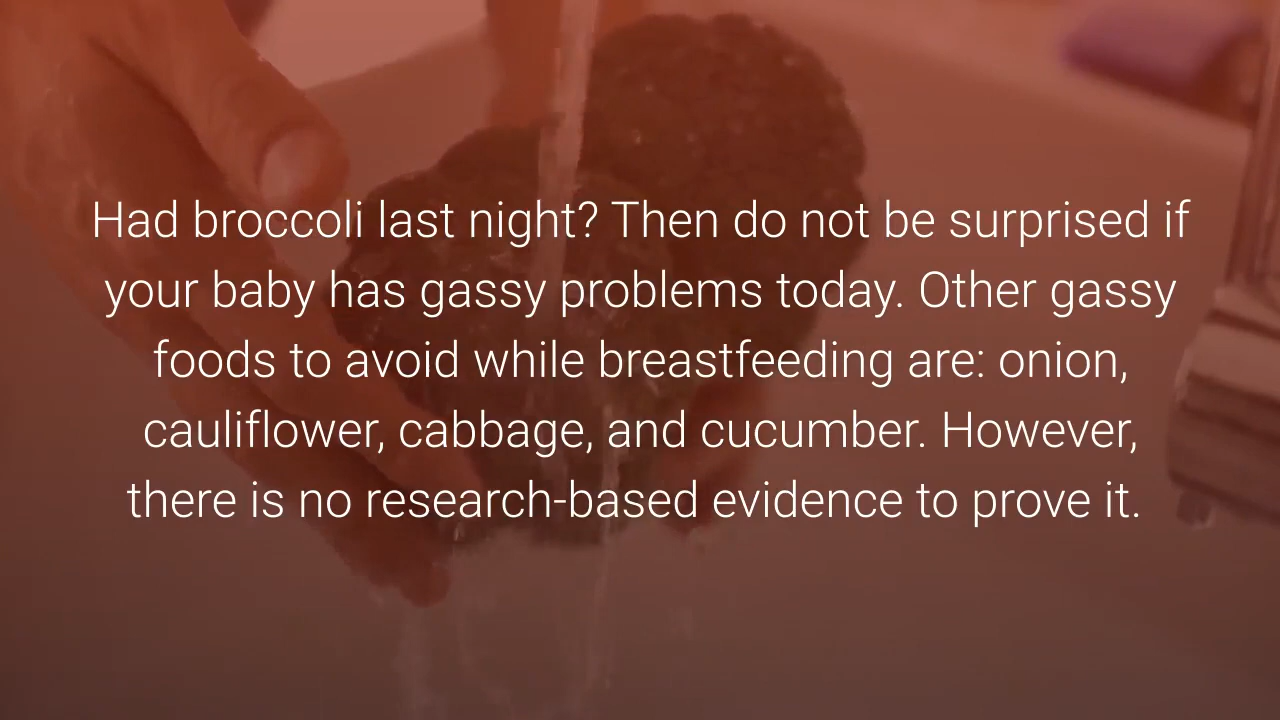 Had broccoli last night? Then do not be surprised if
your baby has gassy problems today. Other gassy
foods to avoid while breastfeeding are: onion,
cauliflower, cabbage, and cucumber. However,
there is no research-based evidence to prove it.